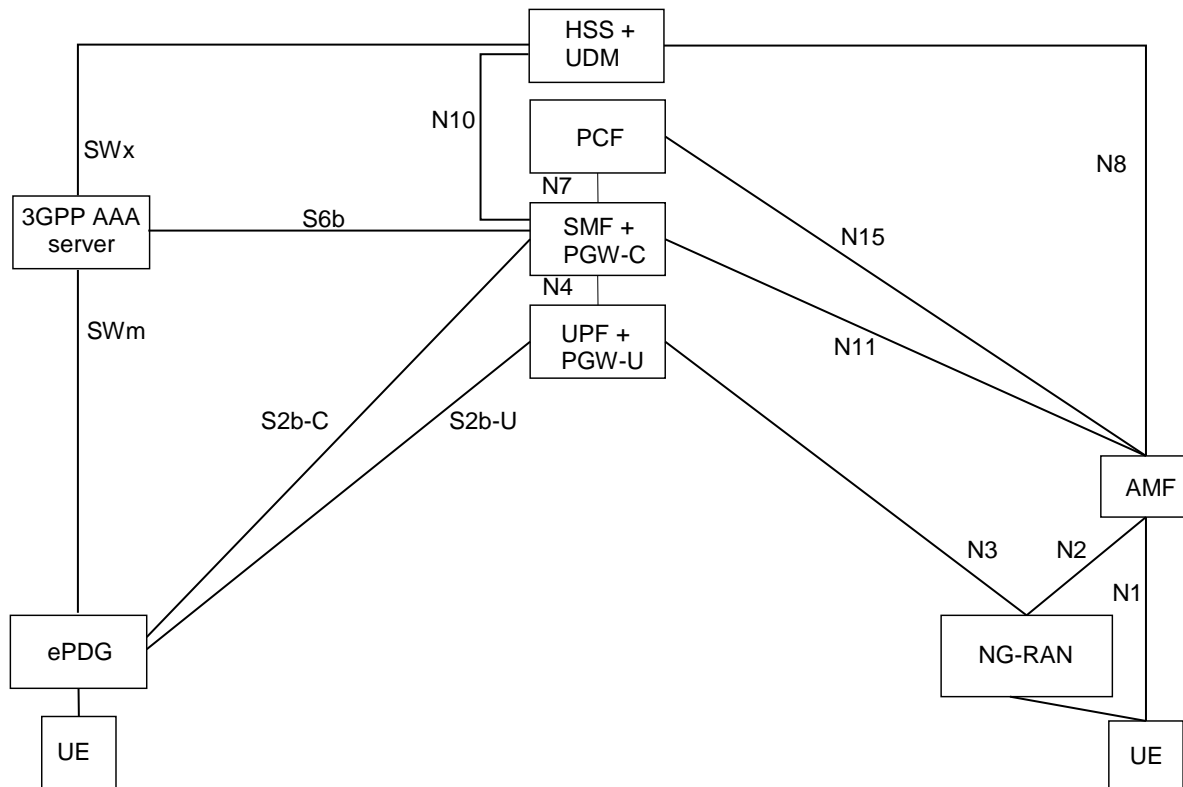 HSS +
UDM
N10
PCF
SWx
N8
N7
3GPP AAA
server
S6b
SMF +
PGW-C
N15
N4
SWm
UPF +
PGW-U
N11
S2b-C
S2b-U
AMF
N3
N2
N1
ePDG
NG-RAN
UE
UE